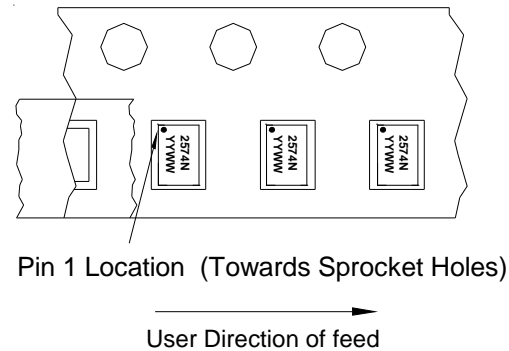 2574N
YYWW
2574N
YYWW
2574N
YYWW
Pin 1 Location (Towards Sprocket Holes)
User Direction of feed